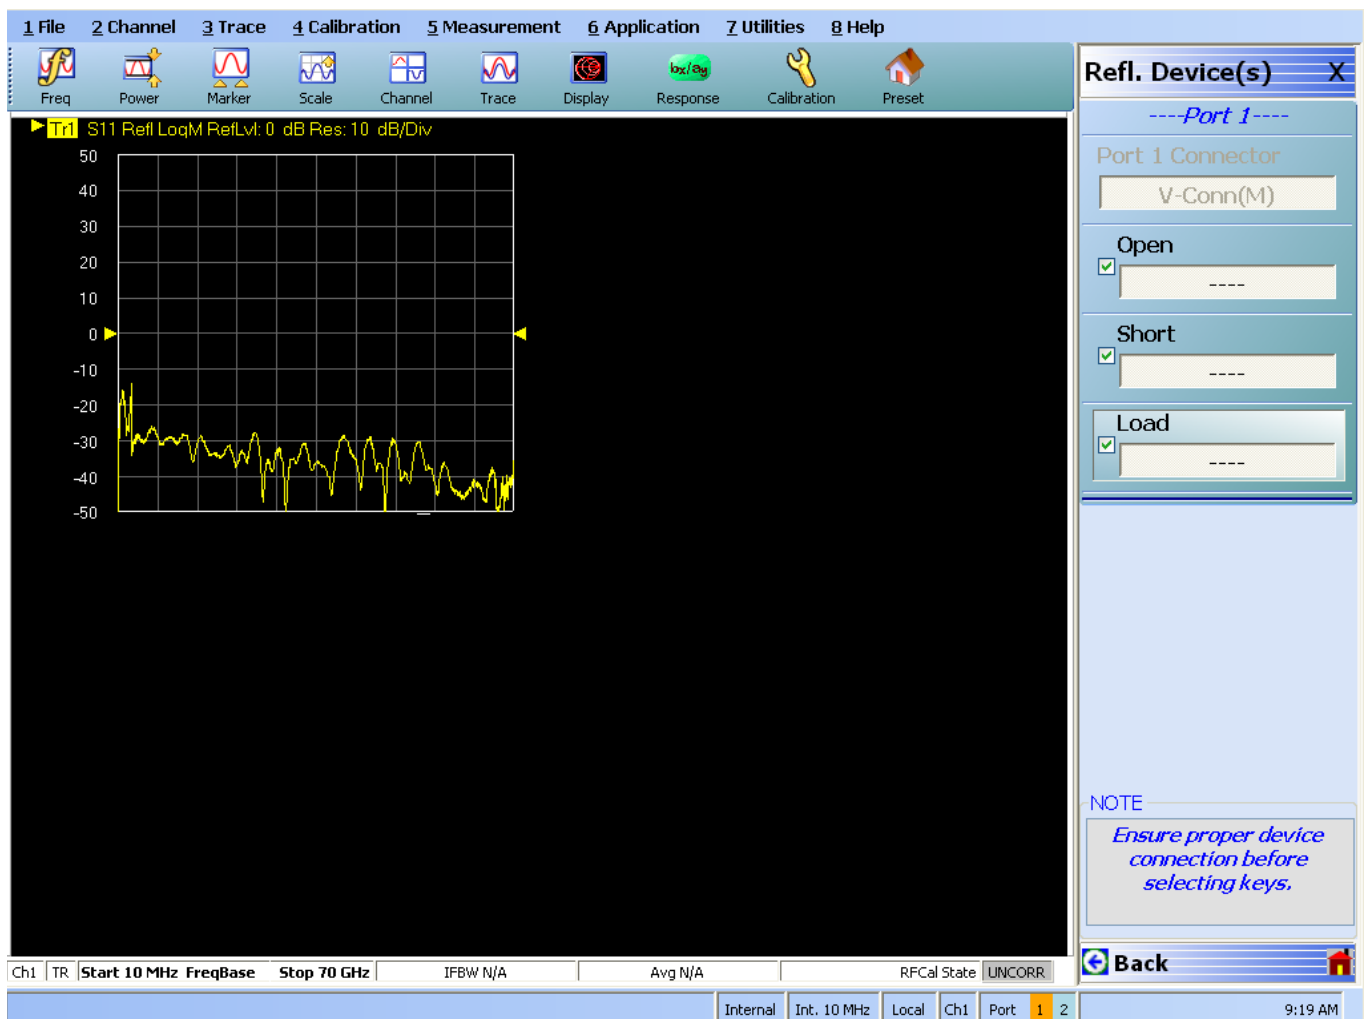 1 File 2 Channel 3 Trace 4 Calibration 5 Measurement 6 Application 7 Utilities 8 Help
Freq Power Marker Scale Channel Trace Display bx/ay Response Calibration Preset
Tr1 S11 Refl LogM RefLvl: 0 dB Res: 10 dB/Div
50
40
30
20
10
0
-10
-20
-30
-40
-50
Refl. Device(s) X
----Port 1----
Port 1 Connector
V-Conn(M)
Open
----
Short
----
Load
----
NOTE
Ensure proper device
connection before
selecting keys.
Back
Ch1 TR Start 10 MHz FreqBase Stop 70 GHz IFBW N/A Avg N/A RFCal State UNCORR
Internal Int. 10 MHz Local Ch1 Port 1 2 9:19 AM